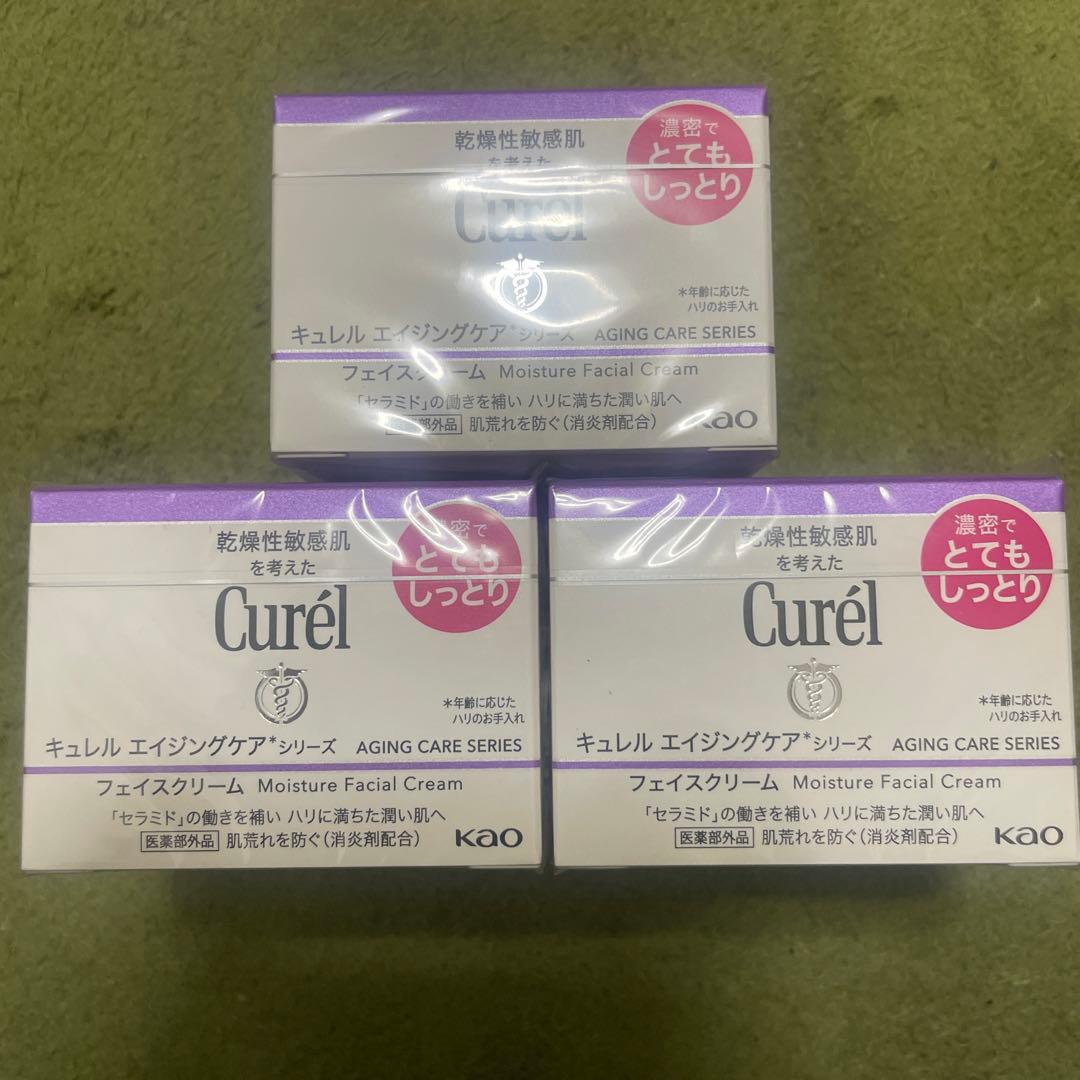 乾燥性敏感肌
を考えた
Curél
濃密で
とても
しっとり
*年齢に応じた
ハリのお手入れ
キュレル エイジングケア*シリーズ AGING CARE SERIES
フェイスクリーム Moisture Facial Cream
「セラミド」の働きを補い ハリに満ちた潤い肌へ
部外品 肌荒れを防ぐ(消炎剤配合)
Kao
乾燥性敏感肌
を考えた
Curél
濃密で
とても
しっとり
*年齢に応じた
ハリのお手入れ
キュレル エイジングケア*シリーズ AGING CARE SERIES
フェイスクリーム Moisture Facial Cream
「セラミド」の働きを補い ハリに満ちた潤い肌へ
医薬部外品 肌荒れを防ぐ(消炎剤配合)
Kao
乾燥性敏感肌
を考えた
Curél
濃密で
とても
しっとり
*年齢に応じた
ハリのお手入れ
キュレル エイジングケア*シリーズ AGING CARE SERIES
フェイスクリーム Moisture Facial Cream
「セラミド」の働きを補い ハリに満ちた潤い肌へ
医薬部外品 肌荒れを防ぐ(消炎剤配合)
Kao